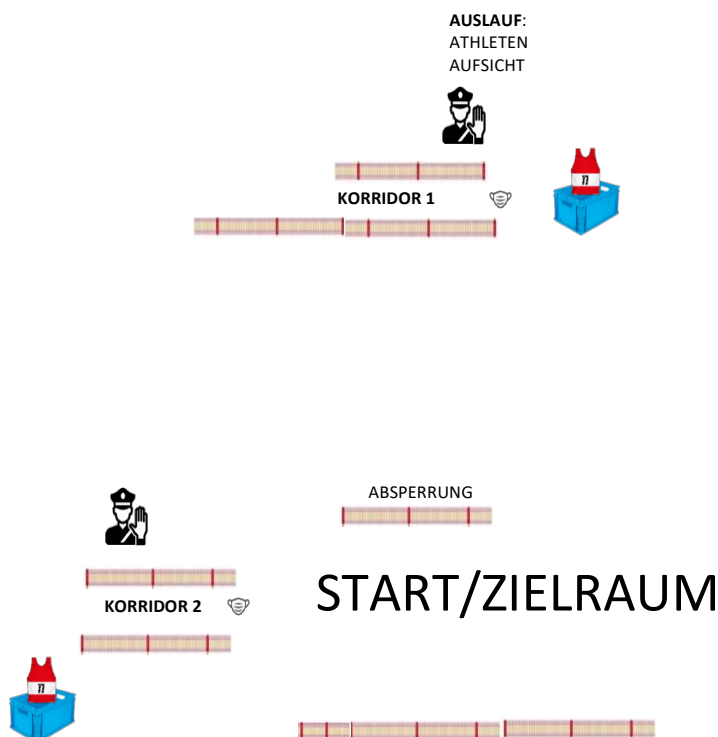 AUSLAUF:
ATHLETEN
AUFSICHT
KORRIDOR 1
ABSPERRUNG
START/ZIELRAUM
KORRIDOR 2